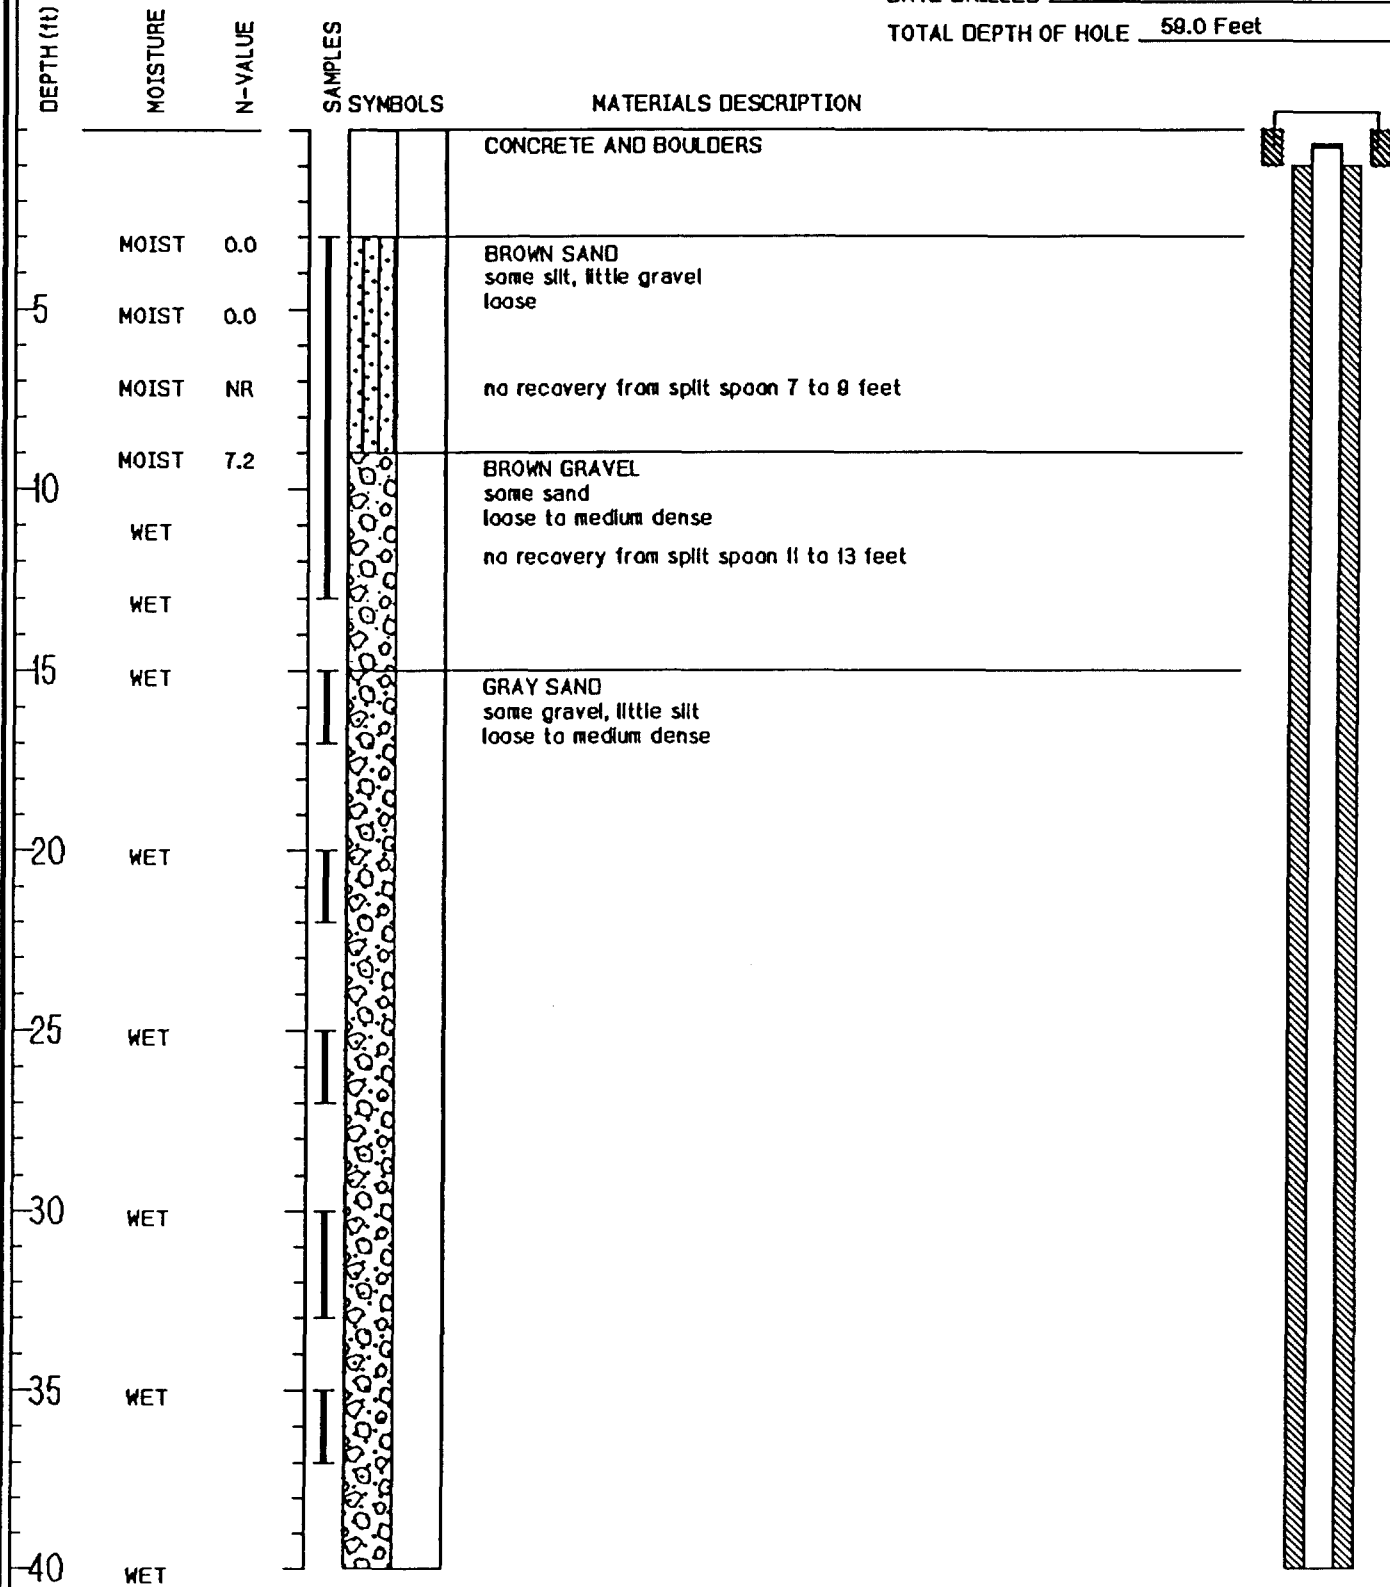 TOTAL DEPTH OF HOLE 59.0 Feet
DEPTH (ft) MOISTURE N-VALUE SAMPLES SYMBOLS MATERIALS DESCRIPTION
CONCRETE AND BOULDERS
MOIST 0.0 BROWN SAND
some silt, little gravel
loose
5 MOIST 0.0
MOIST NR no recovery from split spoon 7 to 9 feet
MOIST 7.2 BROWN GRAVEL
10 some sand
loose to medium dense
WET
no recovery from split spoon 11 to 13 feet
WET
15 WET GRAY SAND
some gravel, little silt
loose to medium dense
20 WET
25 WET
30 WET
35 WET
40 WET